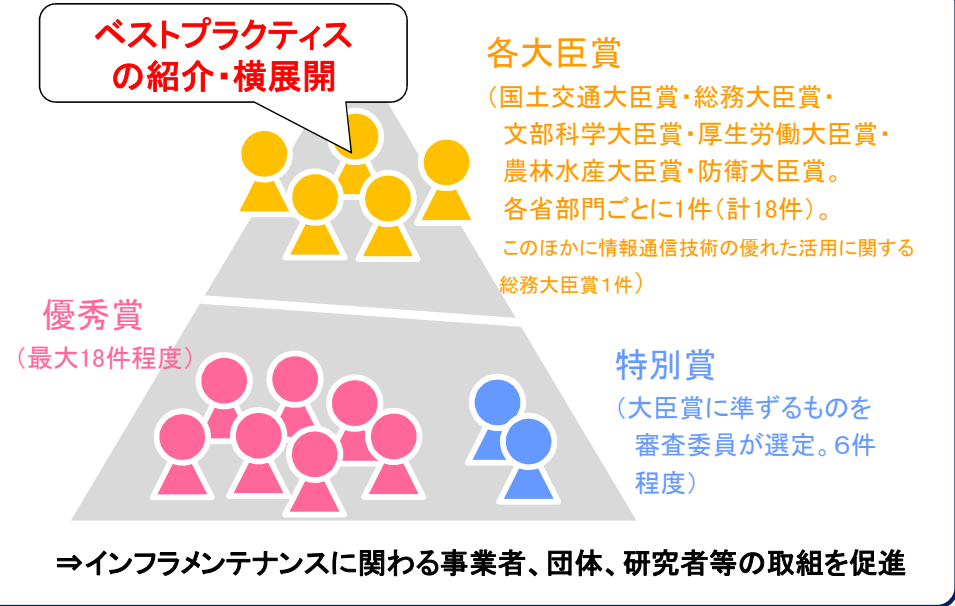 ベストプラクティス
の紹介・横展開
各大臣賞
（国土交通大臣賞・総務大臣賞・
文部科学大臣賞・厚生労働大臣賞・
農林水産大臣賞・防衛大臣賞。
各省部門ごとに1件（計18件）。
このほかに情報通信技術の優れた活用に関する
総務大臣賞１件）
優秀賞
（最大18件程度）
特別賞
（大臣賞に準ずるものを
審査委員が選定。６件
程度）
⇒インフラメンテナンスに関わる事業者、団体、研究者等の取組を促進